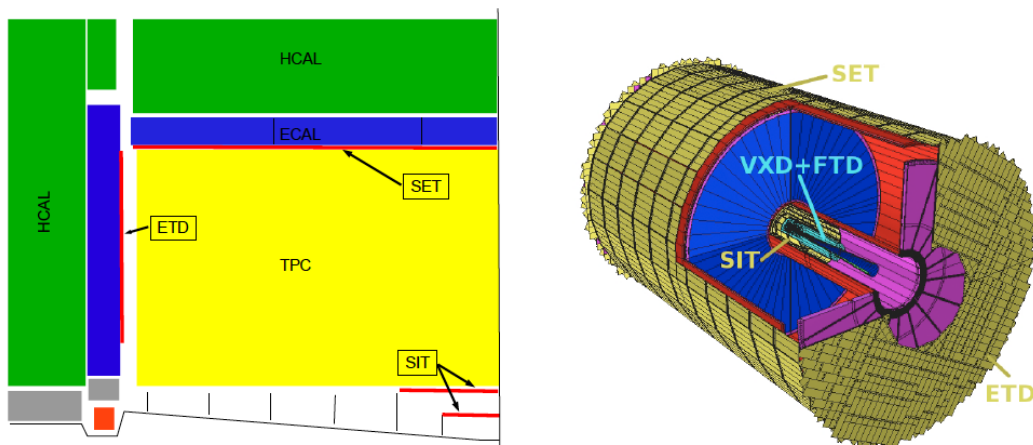 HCAL
ECAL
SET
HCAL
ETD
TPC
SIT
SET
VXD+FTD
SIT
ETD